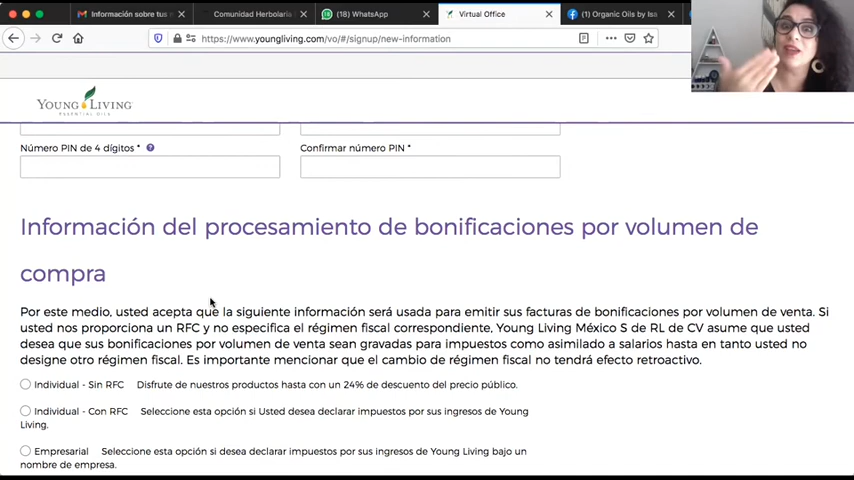 Información sobre tus
Comunidad Herbolaria
(18) WhatsApp
Virtual Office
Organic Oils by Isa
https://www.youngliving.com/vo/#/signup/new-information
YOUNG LIVING
ESSENTIAL OILS
Número PIN de 4 dígitos *
Confirmar número PIN *
Información del procesamiento de bonificaciones por volumen de
compra
Por este medio, usted acepta que la siguiente información será usada para emitir sus facturas de bonificaciones por volumen de venta. Si
usted nos proporciona un RFC y no especifica el régimen fiscal correspondiente, Young Living México S de RL de CV asume que usted
desea que sus bonificaciones por volumen de venta sean gravadas para impuestos como asimilado a salarios hasta en tanto usted no
designe otro régimen fiscal. Es importante mencionar que el cambio de régimen fiscal no tendrá efecto retroactivo.
Individual - Sin RFC Disfrute de nuestros productos hasta con un 24% de descuento del precio público.
Individual - Con RFC Seleccione esta opción si Usted desea declarar impuestos por sus ingresos de Young
Living.
Empresarial Seleccione esta opción si desea declarar impuestos por sus ingresos de Young Living bajo un
nombre de empresa.